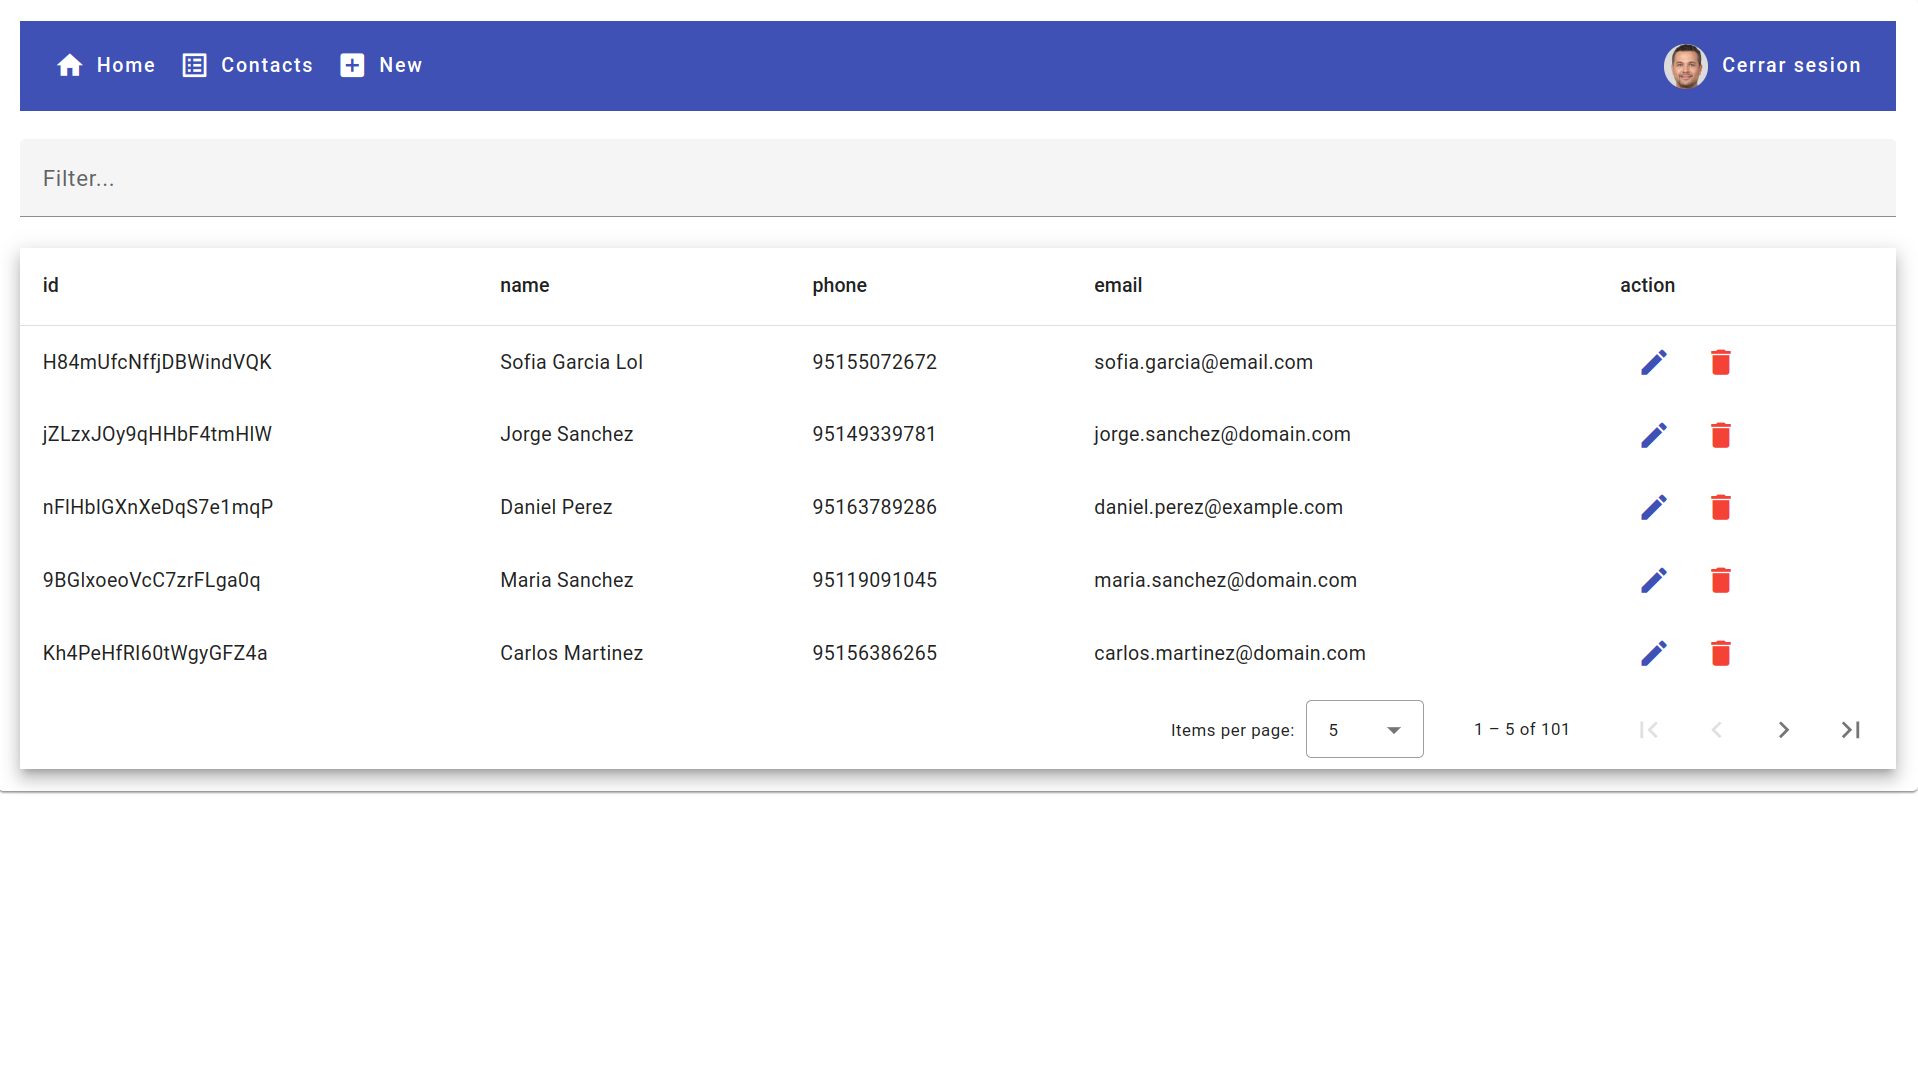 Home Contacts New Cerrar sesion
Filter...
id name phone email action
H84mUfcNffjDBWindVQK Sofia Garcia Lol 95155072672 sofia.garcia@email.com
jZLzxJOy9qHHbF4tmHlW Jorge Sanchez 95149339781 jorge.sanchez@domain.com
nFlHblGXnXeDqS7e1mqP Daniel Perez 95163789286 daniel.perez@example.com
9BGlxoeoVcC7zrFLga0q Maria Sanchez 95119091045 maria.sanchez@domain.com
Kh4PeHfRl60tWgyGFZ4a Carlos Martinez 95156386265 carlos.martinez@domain.com
Items per page: 5 1 – 5 of 101